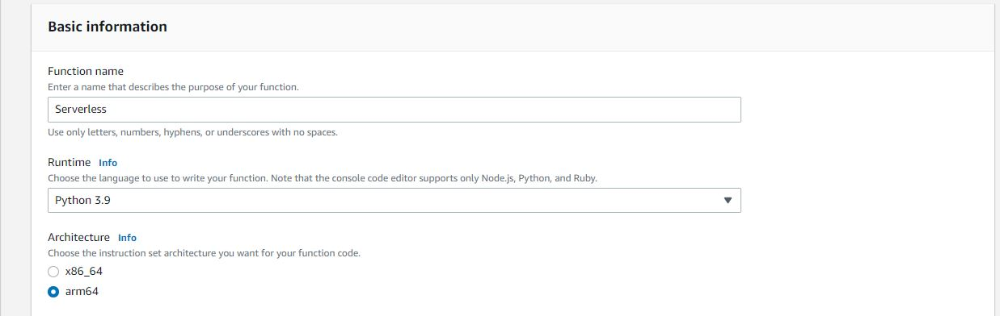 Basic information
Function name
Enter a name that describes the purpose of your function.
Serverless
Use only letters, numbers, hyphens, or underscores with no spaces.
Runtime Info
Choose the language to use to write your function. Note that the console code editor supports only Node.js, Python, and Ruby.
Python 3.9
Architecture Info
Choose the instruction set architecture you want for your function code.
x86_64
arm64